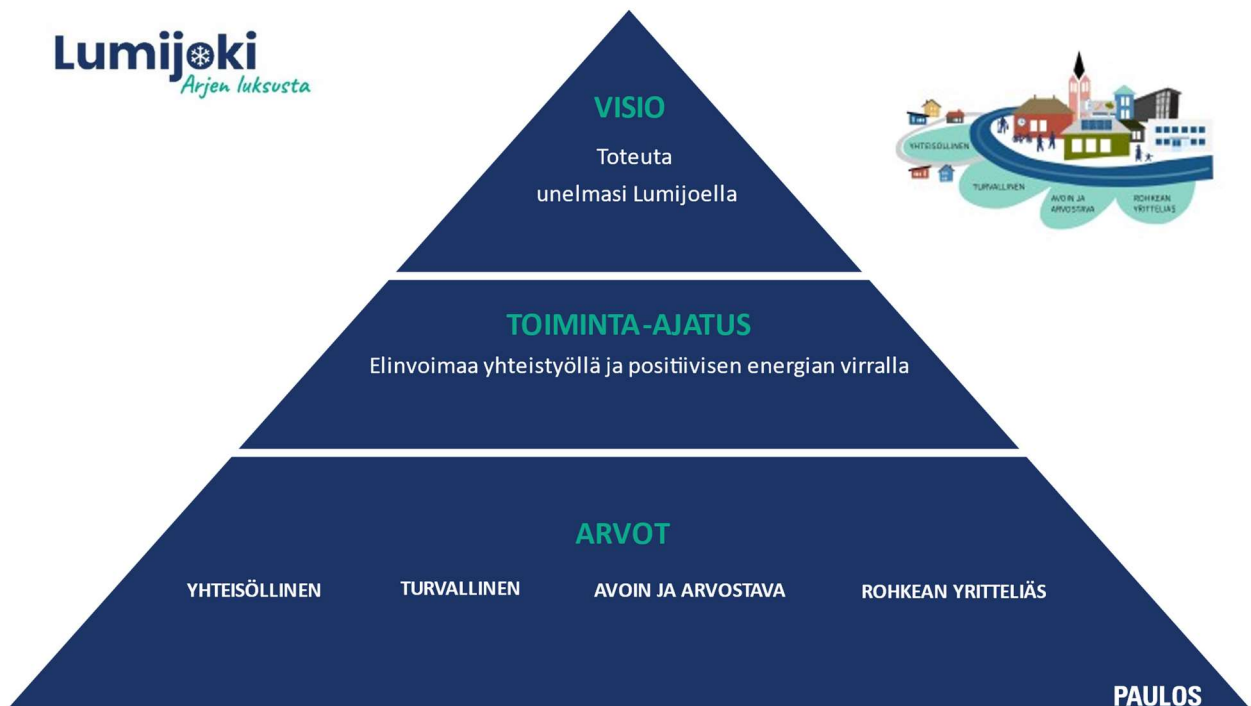 Lumijoki
Arjen luksusta
VISIO
Toteuta
unelmasi Lumijoella
YHTEISÖLLINEN
TURVALLINEN
AVOIN JA
ARVOSTAVA
ROHKEAN
YRITTELIÄS
TOIMINTA-AJATUS
Elinvoimaa yhteistyöllä ja positiivisen energian virralla
ARVOT
YHTEISÖLLINEN TURVALLINEN AVOIN JA ARVOSTAVA ROHKEAN YRITTELIÄS
PAULOS